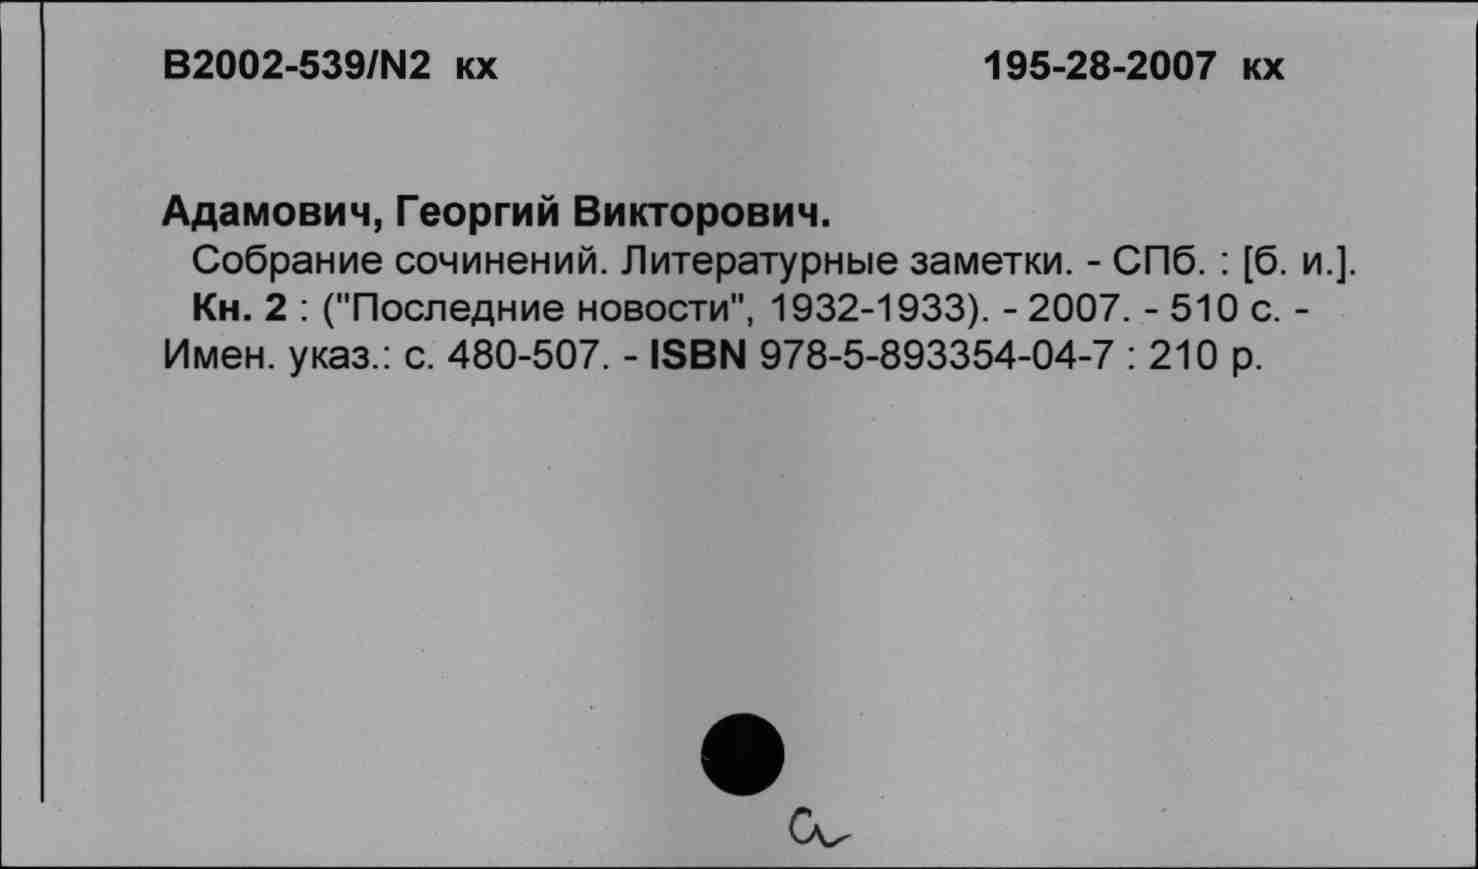 В2002-539/N2 кх
195-28-2007 кх
Адамович, Георгий Викторович.
Собрание сочинений. Литературные заметки. - СПб. : [б. и.].
Кн. 2 : ("Последние новости", 1932-1933). - 2007. - 510 с. -
Имен. указ.: с. 480-507. - ISBN 978-5-893354-04-7 : 210 р.